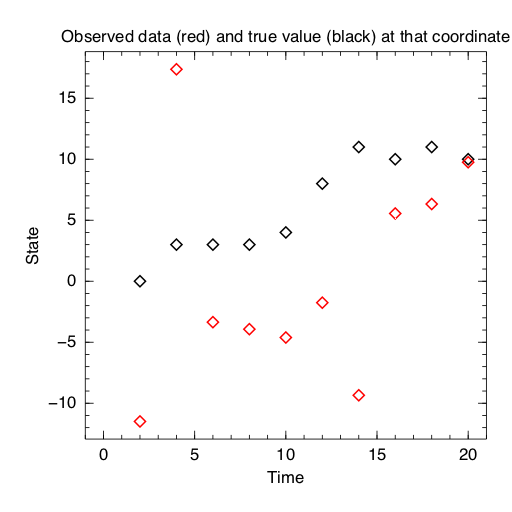 Observed data (red) and true value (black) at that coordinate
15
10
5
0
−5
−10
State
0 5 10 15 20
Time